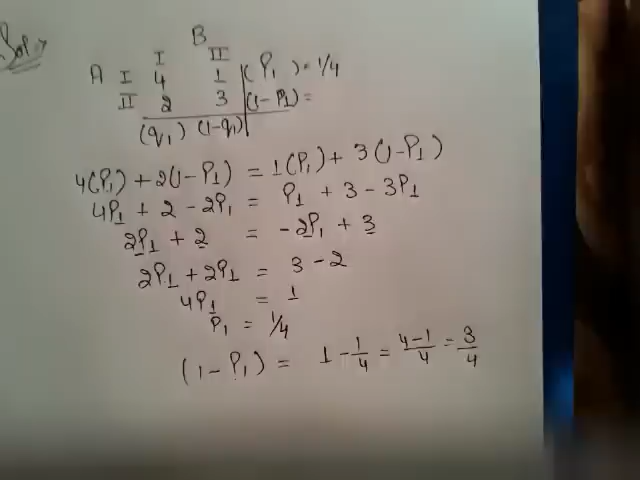 Sol→
B
I II
A I 4 1 (P₁) = 1/4
II 2 3 (1-P₁) =
(q₁) (1-q₁)
4(P₁) + 2(1-P₁) = 1(P₁) + 3(1-P₁)
4P₁ + 2 - 2P₁ = P₁ + 3 - 3P₁
2P₁ + 2 = -2P₁ + 3
2P₁ + 2P₁ = 3 - 2
4P₁ = 1
P₁ = 1/4
(1-P₁) = 1 - 1/4 = 4-1/4 = 3/4